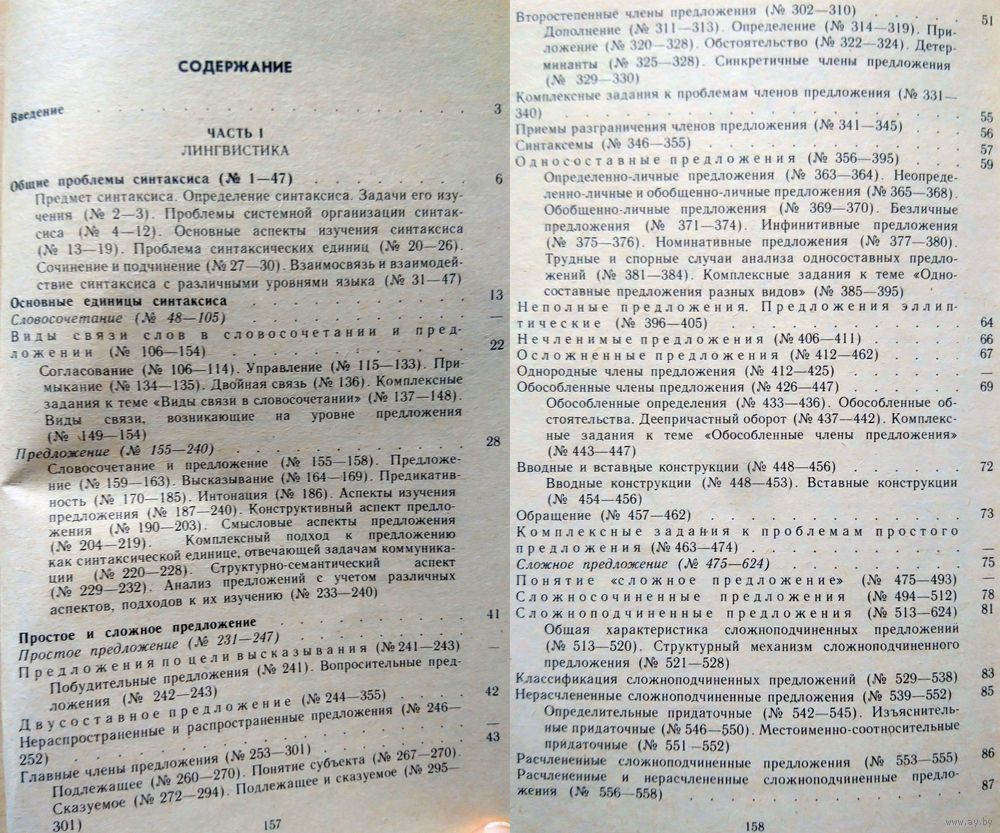 СОДЕРЖАНИЕ
Введение . . . 3
ЧАСТЬ I
ЛИНГВИСТИКА
Общие проблемы синтаксиса (№ 1—47) . . . 6
Предмет синтаксиса. Определение синтаксиса. Задачи его изу-
чения (№ 2—3). Проблемы системной организации синтак-
сиса (№ 4—12). Основные аспекты изучения синтаксиса
(№ 13—19). Проблема синтаксических единиц (№ 20—26).
Сочинение и подчинение (№ 27—30). Взаимосвязь и взаимодей-
ствие синтаксиса с различными уровнями языка (№ 31—47)
Основные единицы синтаксиса . . . 13
Словосочетание (№ 48—105) . . . —
Виды связи слов в словосочетании и пред-
ложении (№ 106—154) . . . 22
Согласование (№ 106—114). Управление (№ 115—133). При-
мыкание (№ 134—135). Двойная связь (№ 136). Комплексные
задания к теме «Виды связи в словосочетании» (№ 137—148).
Виды связи, возникающие на уровне предложения
(№ 149—154)
Предложение (№ 155—240) . . . 28
Словосочетание и предложение (№ 155—158). Предложе-
ние (№ 159—163). Высказывание (№ 164—169). Предикатив-
ность (№ 170—185). Интонация (№ 186). Аспекты изучения
предложения (№ 187—240). Конструктивный аспект предло-
жения (№ 190—203). Смысловые аспекты предложения
(№ 204—219). Комплексный подход к предложению
как синтаксической единице, отвечающей задачам коммуника-
ции (№ 220—228). Структурно-семантический аспект
(№ 229—232). Анализ предложений с учетом различных
аспектов, подходов к их изучению (№ 233—240)
Простое и сложное предложение . . . 41
Простое предложение (№ 231—247)
Предложения по цели высказывания (№ 241—243) —
Побудительные предложения (№ 241). Вопросительные пред-
ложения (№ 242—243)
Двусоставное предложение (№ 244—355) . . . 42
Нераспространенные и распространенные предложения (№ 246—
252) . . . —
Главные члены предложения (№ 253—301) . . . 43
Подлежащее (№ 260—270). Понятие субъекта (№ 267—270).
Сказуемое (№ 272—294). Подлежащее и сказуемое (№ 295—
301)
157
Второстепенные члены предложения (№ 302—310) . . . 51
Дополнение (№ 311—313). Определение (№ 314—319). При-
ложение (№ 320—328). Обстоятельство (№ 322—324). Детер-
минанты (№ 325—328). Синкретичные члены предложения
(№ 329—330)
Комплексные задания к проблемам членов предложения (№ 331—
340) . . . 55
Приемы разграничения членов предложения (№ 341—345) . . . 56
Синтаксемы (№ 346—355) . . . 57
Односоставные предложения (№ 356—395) . . . 59
Определенно-личные предложения (№ 363—364). Неопреде-
ленно-личные и обобщенно-личные предложения (№ 365—368).
Обобщенно-личные предложения (№ 369—370). Безличные
предложения (№ 371—374). Инфинитивные предложения
(№ 375—376). Номинативные предложения (№ 377—380).
Трудные и спорные случаи анализа односоставных предло-
жений (№ 381—384). Комплексные задания к теме «Одно-
составные предложения разных видов» (№ 385—395)
Неполные предложения. Предложения эллип-
тические (№ 396—405) . . . 64
Нечленимые предложения (№ 406—411) . . . 66
Осложненные предложения (№ 412—462) . . . 67
Однородные члены предложения (№ 412—425) . . . —
Обособленные члены предложения (№ 426—447) . . . 69
Обособленные определения (№ 433—436). Обособленные об-
стоятельства. Деепричастный оборот (№ 437—442). Комплекс-
ные задания к теме «Обособленные члены предложения»
(№ 443—447)
Вводные и вставные конструкции (№ 448—456) . . . 72
Вводные конструкции (№ 448—453). Вставные конструкции
(№ 454—456)
Обращение (№ 457—462) . . . 73
Комплексные задания к проблемам простого
предложения (№ 463—474) . . . —
Сложное предложение (№ 475—624) . . . 75
Понятие «сложное предложение» (№ 475—493) —
Сложносочиненные предложения (№ 494—512) 78
Сложноподчиненные предложения (№ 513—624) 81
Общая характеристика сложноподчиненных предложений
(№ 513—520). Структурный механизм сложноподчиненного
предложения (№ 521—528)
Классификация сложноподчиненных предложений (№ 529—538) 83
Нерасчлененные сложноподчиненные предложения (№ 539—552) 85
Определительные придаточные (№ 542—545). Изъяснитель-
ные придаточные (№ 546—550). Местоименно-соотносительные
придаточные (№ 551—552)
Расчлененные сложноподчиненные предложения (№ 553—555) 86
Расчлененные и нерасчлененные сложноподчиненные предло-
жения (№ 556—558) . . . 87
158
www.ay.by